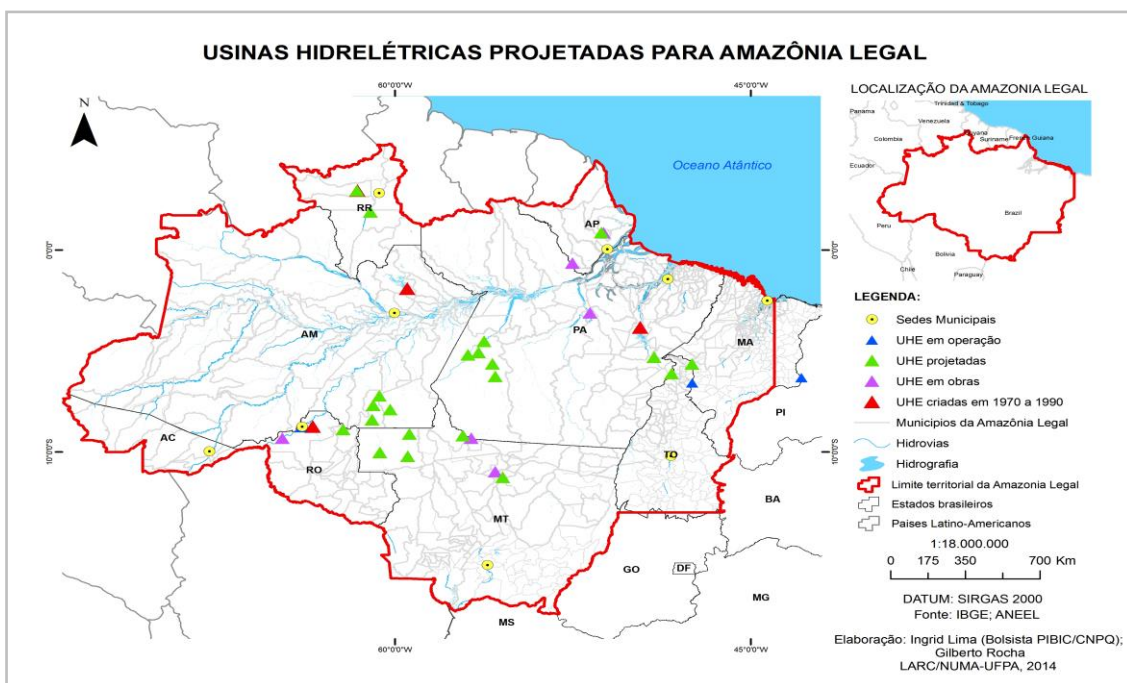 USINAS HIDRELÉTRICAS PROJETADAS PARA AMAZÔNIA LEGAL
60°0'0"W
45°0'0"W
N
Oceano Atântico
RR
AP
0°0'0"
0°0'0"
AM
PA
MA
PI
AC
RO
TO
10°0'0"S
10°0'0"S
MT
BA
GO
DF
MG
MS
60°0'0"W
45°0'0"W
LOCALIZAÇÃO DA AMAZONIA LEGAL
Trinidad & Tobago
Panama
Venezuela
Guyana
Suriname
French Guiana
Colombia
Ecuador
Brazil
Peru
Bolivia
Chile
Paraguay
LEGENDA:
Sedes Municipais
UHE em operação
UHE projetadas
UHE em obras
UHE criadas em 1970 a 1990
Municipios da Amazônia Legal
Hidrovias
Hidrografia
Limite territorial da Amazonia Legal
Estados brasileiros
Paises Latino-Americanos
1:18.000.000
0 175 350 700 Km
DATUM: SIRGAS 2000
Fonte: IBGE; ANEEL
Elaboração: Ingrid Lima (Bolsista PIBIC/CNPQ);
Gilberto Rocha
LARC/NUMA-UFPA, 2014